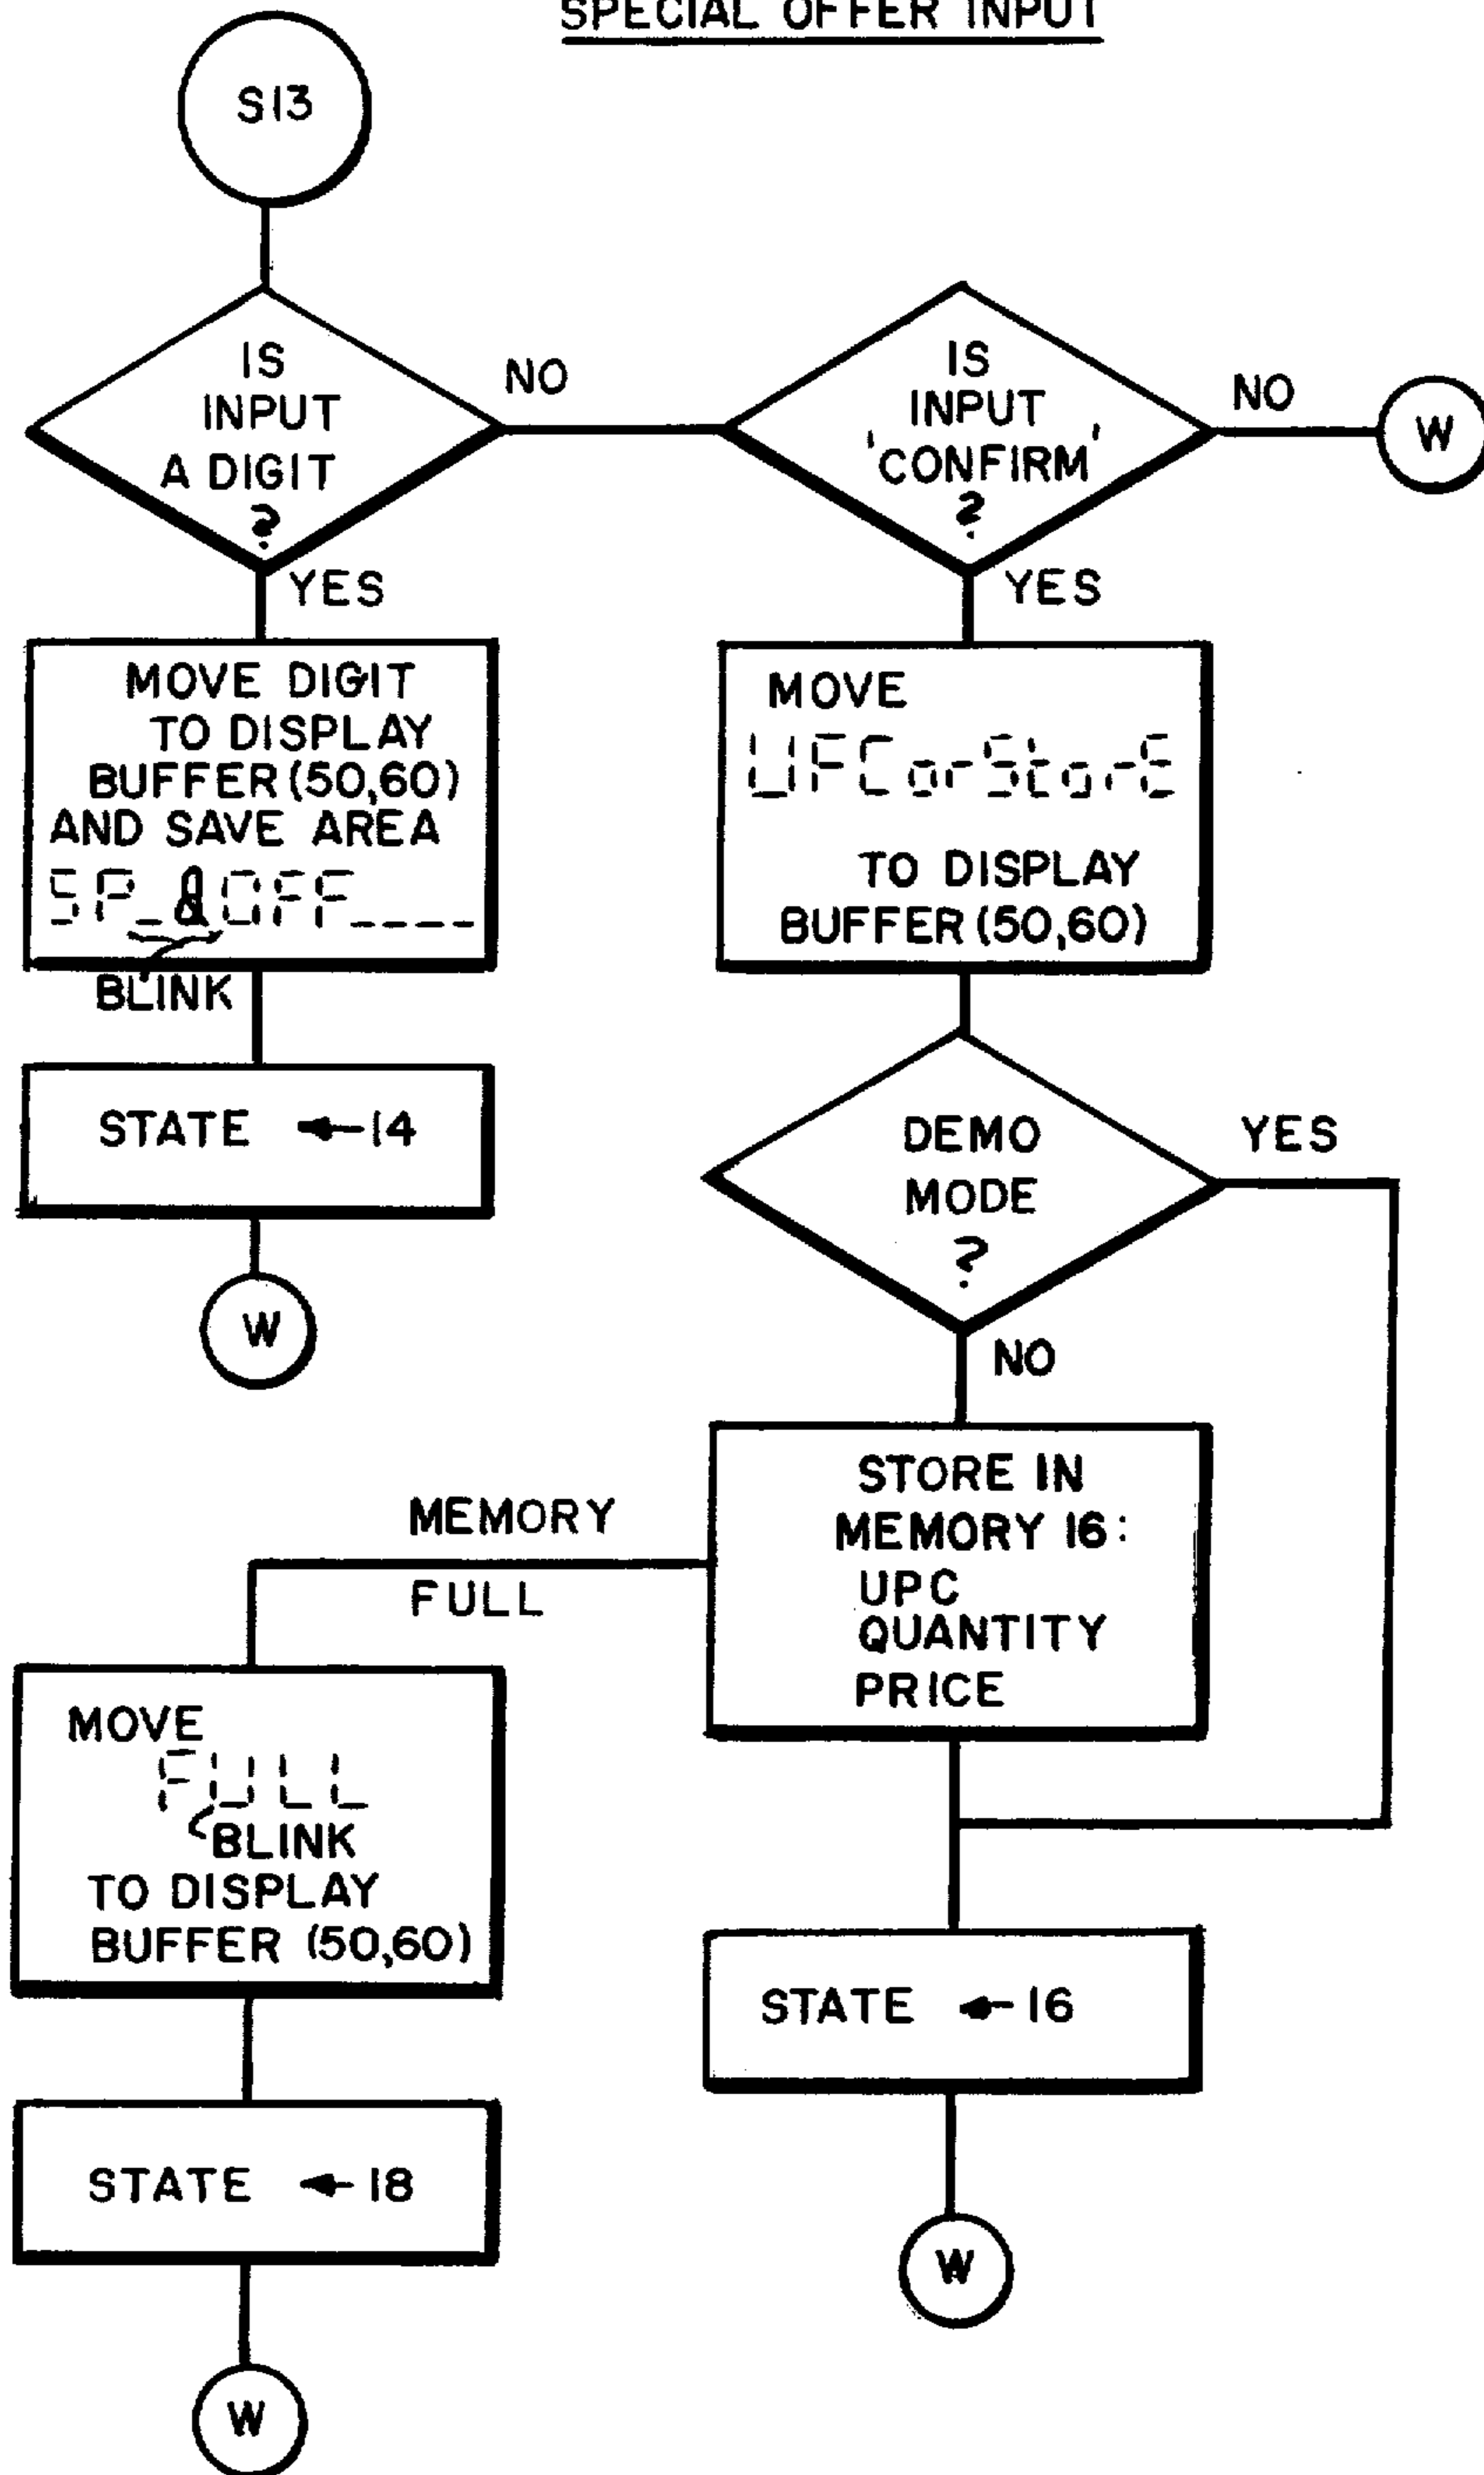 SPECIAL OFFER INPUT
S13
IS
INPUT
A DIGIT
?
NO
IS
INPUT
'CONFIRM'
?
NO
W
YES
YES
MOVE DIGIT
TO DISPLAY
BUFFER (50,60)
AND SAVE AREA
SP_8OFF____
BLINK
MOVE
UPCorStorE
TO DISPLAY
BUFFER (50,60)
STATE ←14
W
DEMO
MODE
?
YES
NO
STORE IN
MEMORY 16:
UPC
QUANTITY
PRICE
MEMORY
FULL
MOVE
FULL
BLINK
TO DISPLAY
BUFFER (50,60)
STATE ←16
W
STATE ←18
W